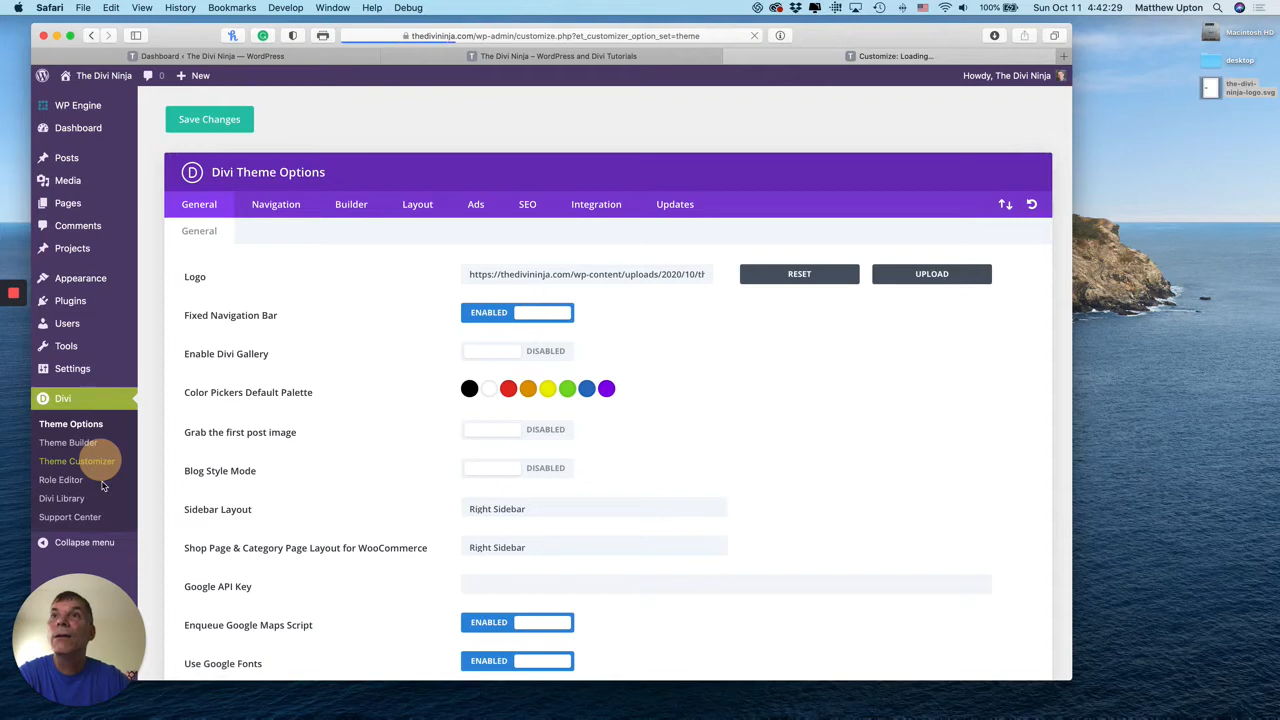 Safari File Edit View History Bookmarks Develop Window Help Debug 100% Sun Oct 11 4:42:29 Matthew Upton
thedivininja.com/wp-admin/customize.php?et_customizer_option_set=theme
Dashboard ‹ The Divi Ninja — WordPress
The Divi Ninja – WordPress and Divi Tutorials
Customize: Loading...
The Divi Ninja 0 New Howdy, The Divi Ninja
Macintosh HD
desktop
the-divi-
ninja-logo.svg
WP Engine
Dashboard
Posts
Media
Pages
Comments
Projects
Appearance
Plugins
Users
Tools
Settings
Divi
Theme Options
Theme Builder
Theme Customizer
Role Editor
Divi Library
Support Center
Collapse menu
Save Changes
D Divi Theme Options
General Navigation Builder Layout Ads SEO Integration Updates
General
Logo https://thedivininja.com/wp-content/uploads/2020/10/th RESET UPLOAD
Fixed Navigation Bar ENABLED
Enable Divi Gallery DISABLED
Color Pickers Default Palette
Grab the first post image DISABLED
Blog Style Mode DISABLED
Sidebar Layout Right Sidebar
Shop Page & Category Page Layout for WooCommerce Right Sidebar
Google API Key
Enqueue Google Maps Script ENABLED
Use Google Fonts ENABLED